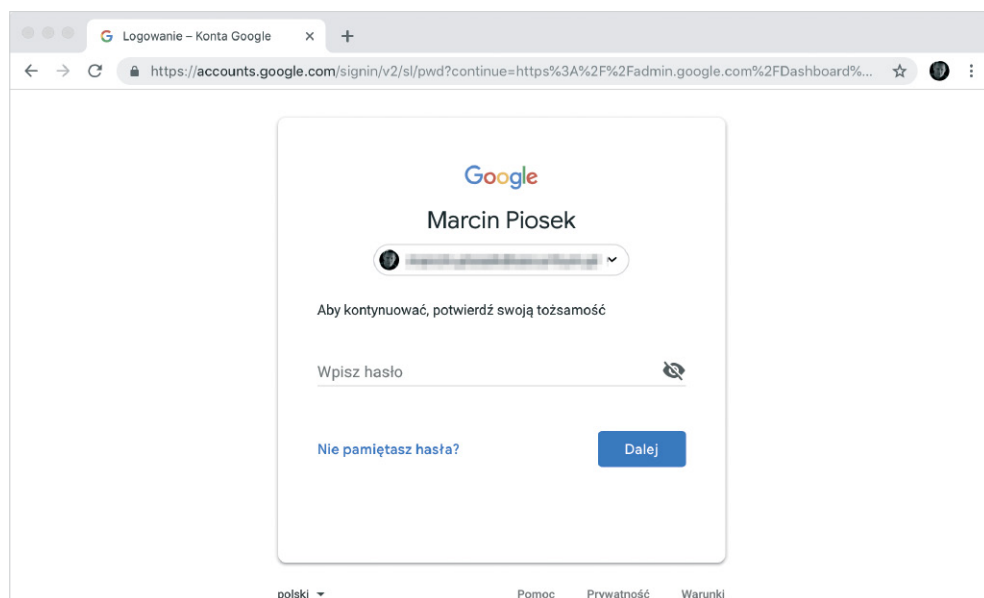 Logowanie – Konta Google
https://accounts.google.com/signin/v2/sl/pwd?continue=https%3A%2F%2Fadmin.google.com%2FDashboard%...
Google
Marcin Piosek
Aby kontynuować, potwierdź swoją tożsamość
Wpisz hasło
Nie pamiętasz hasła? Dalej
polski Pomoc Prywatność Warunki